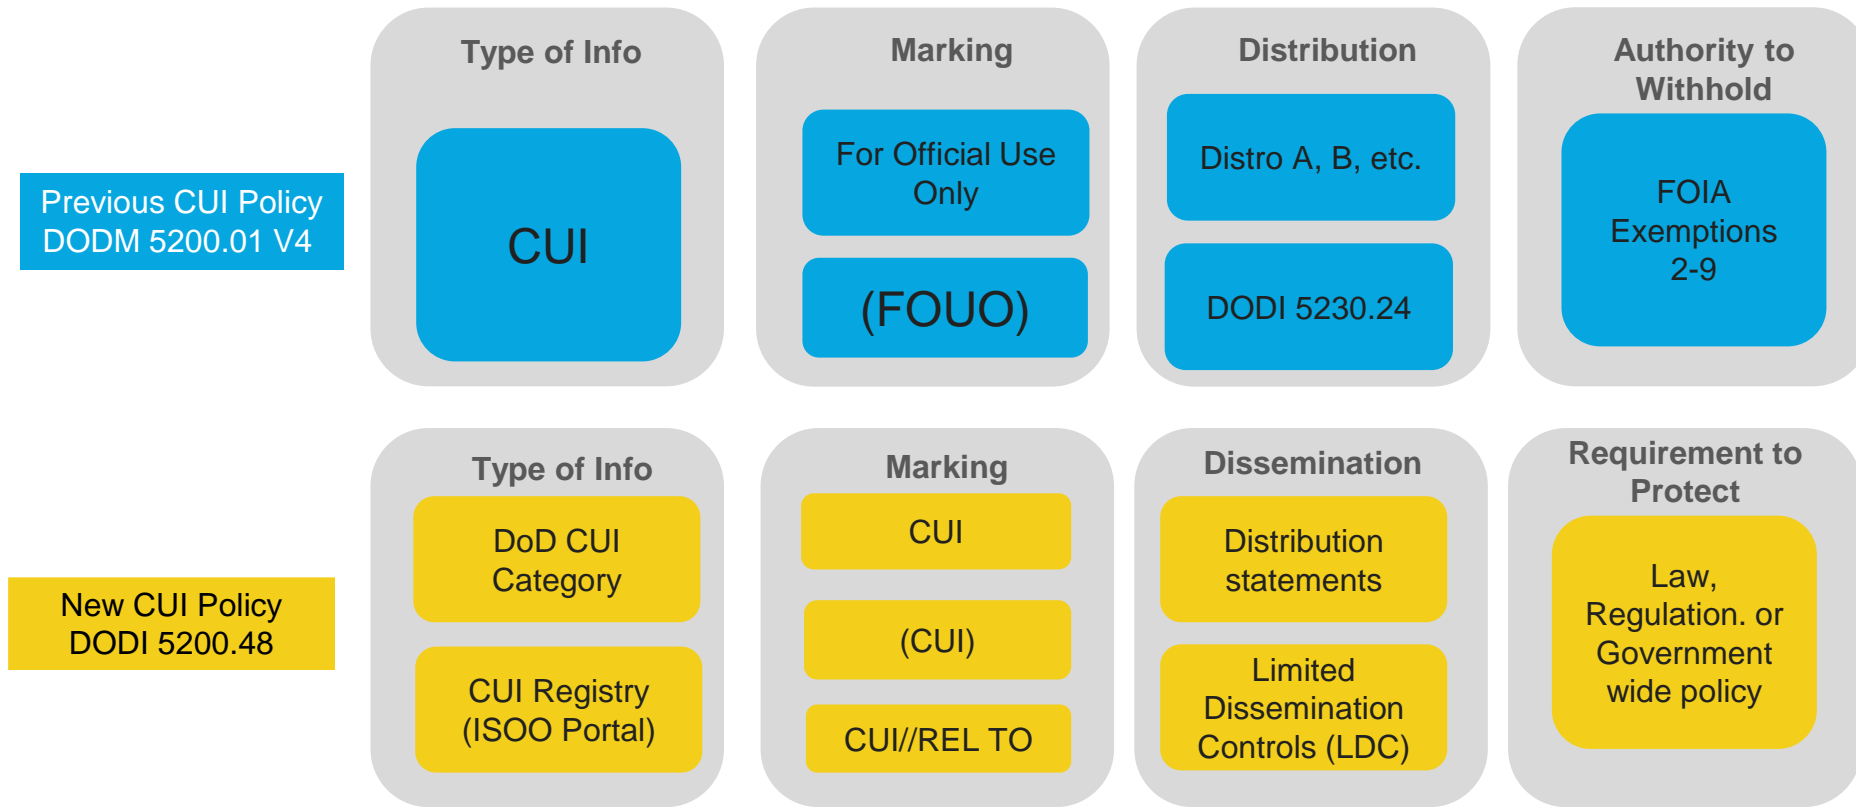 Type of Info
Marking
Distribution
Authority to
Withhold
Previous CUI Policy
DODM 5200.01 V4
CUI
For Official Use
Only
(FOUO)
Distro A, B, etc.
DODI 5230.24
FOIA
Exemptions
2-9
Type of Info
Marking
Dissemination
Requirement to
Protect
New CUI Policy
DODI 5200.48
DoD CUI
Category
CUI Registry
(ISOO Portal)
CUI
(CUI)
CUI//REL TO
Distribution
statements
Limited
Dissemination
Controls (LDC)
Law,
Regulation. or
Government
wide policy